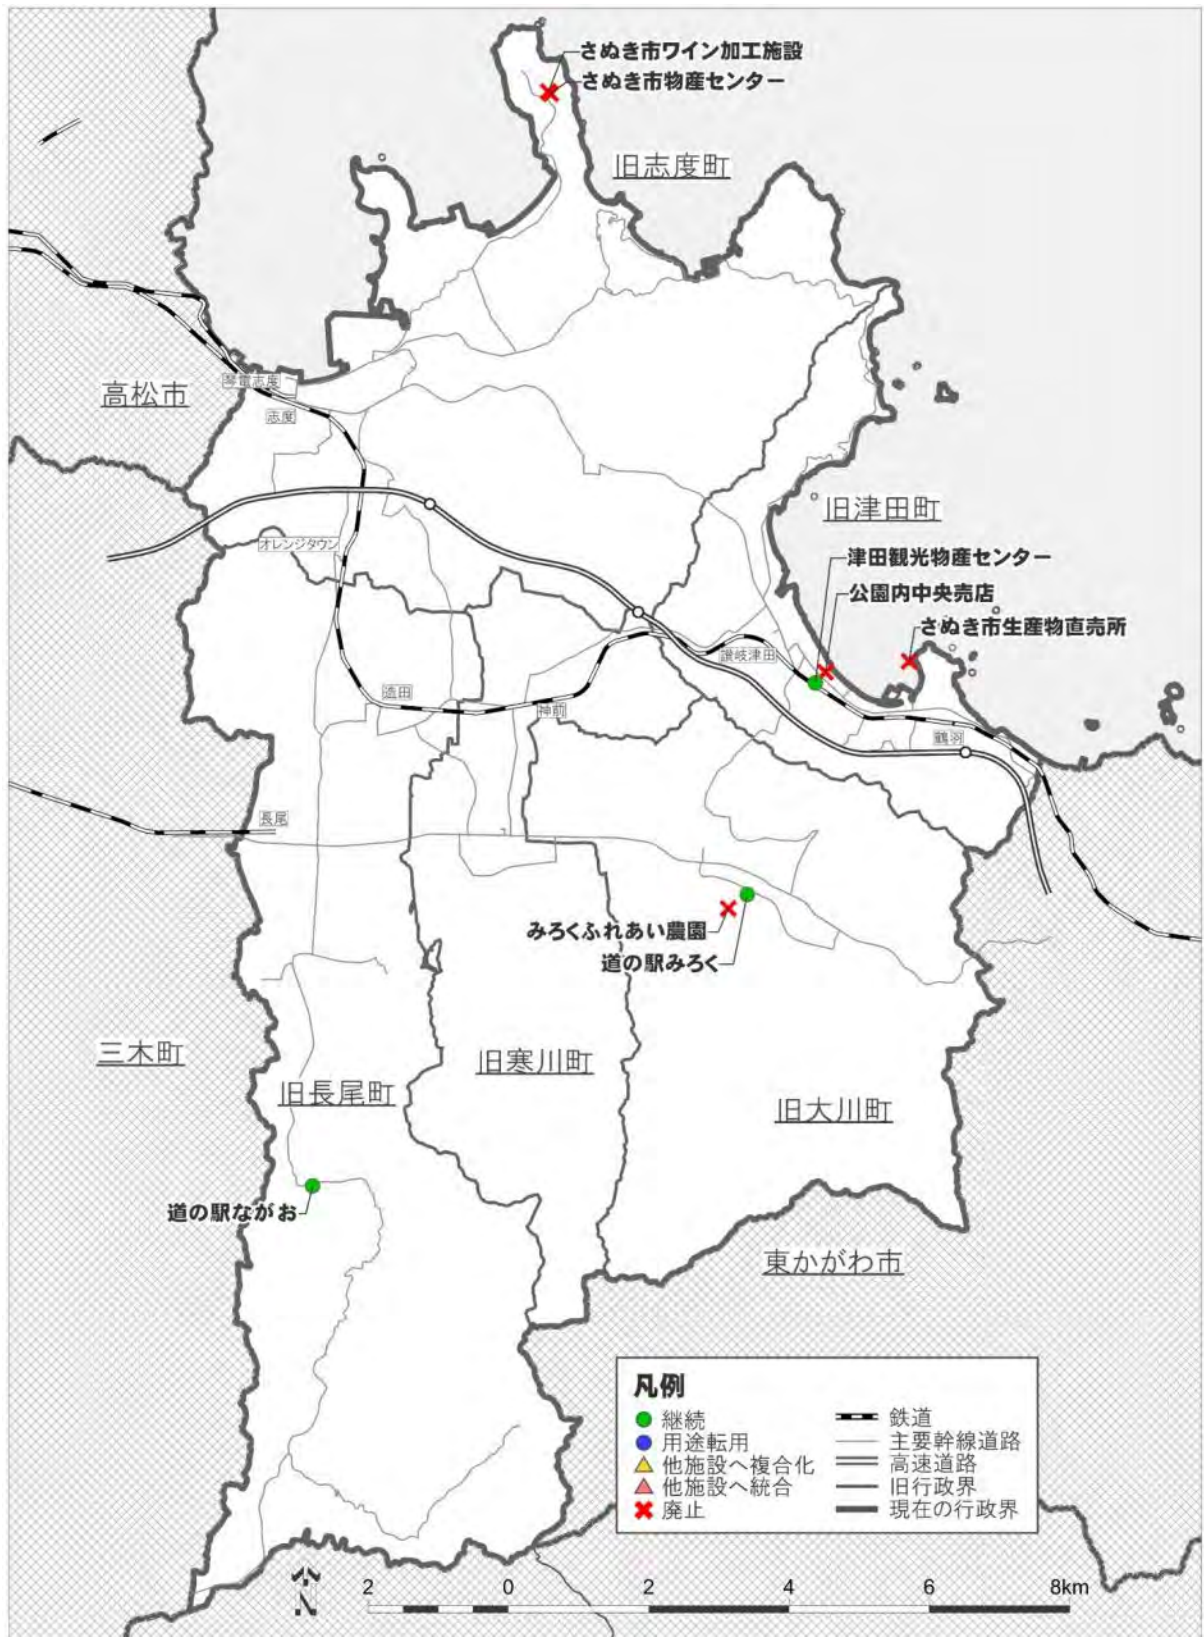 さぬき市ワイン加工施設
さぬき市物産センター
旧志度町
高松市
琴電志度
志度
旧津田町
オレンジタウン
津田観光物産センター
公園内中央売店
さぬき市生産物直売所
讃岐津田
造田
神前
鶴羽
長尾
みろくふれあい農園
道の駅みろく
三木町
旧寒川町
旧長尾町
旧大川町
道の駅ながお
東かがわ市
凡例
継続
用途転用
他施設へ複合化
他施設へ統合
廃止
鉄道
主要幹線道路
高速道路
旧行政界
現在の行政界
N
2 0 2 4 6 8km